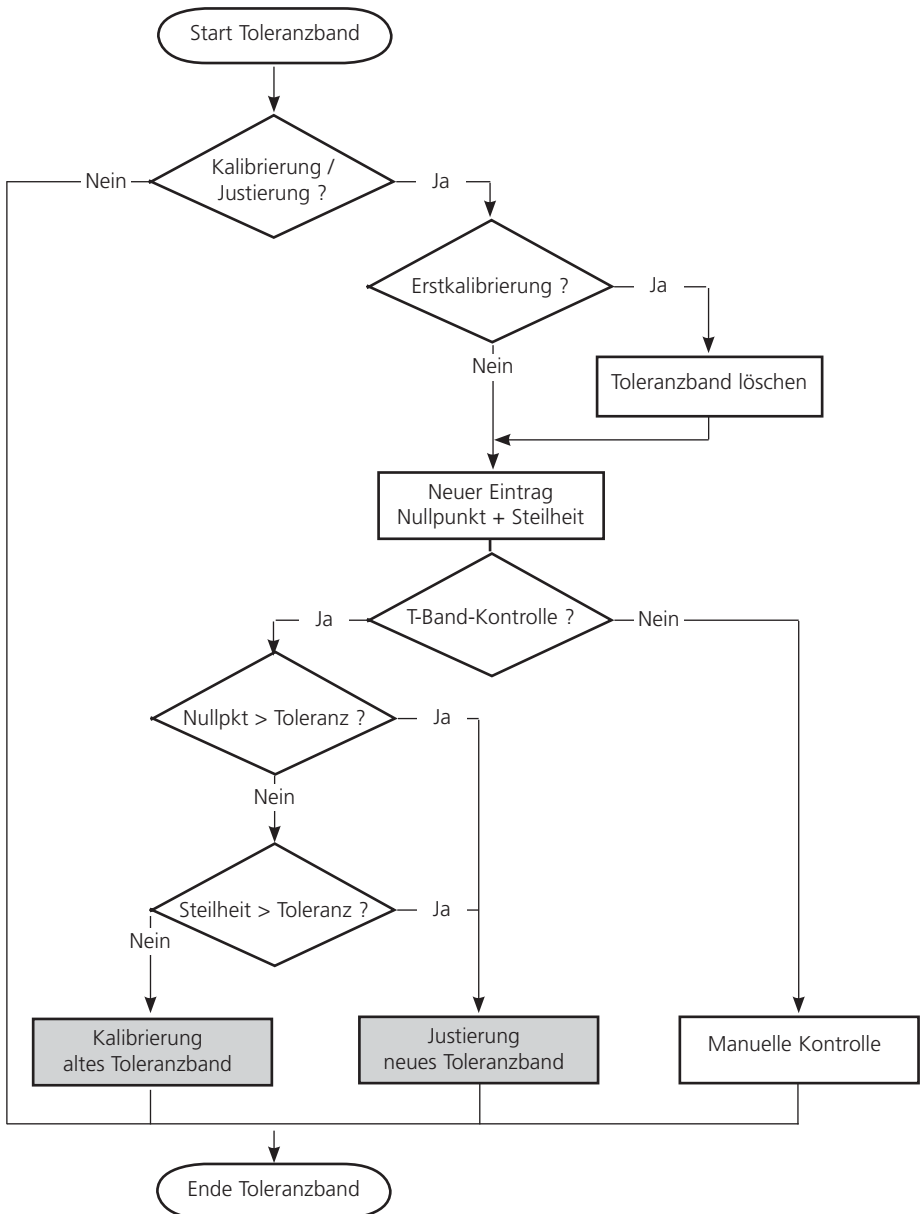 Start Toleranzband
Kalibrierung /
Justierung ?
Nein
Ja
Erstkalibrierung ?
Ja
Nein
Toleranzband löschen
Neuer Eintrag
Nullpunkt + Steilheit
T-Band-Kontrolle ?
Ja
Nein
Nullpkt > Toleranz ?
Ja
Nein
Steilheit > Toleranz ?
Ja
Nein
Kalibrierung
altes Toleranzband
Justierung
neues Toleranzband
Manuelle Kontrolle
Ende Toleranzband